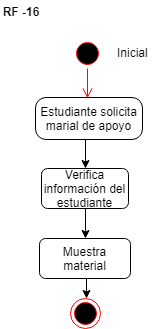 RF -16
Inicial
Estudiante solicita
marial de apoyo
Verifica
información del
estudiante
Muestra
material